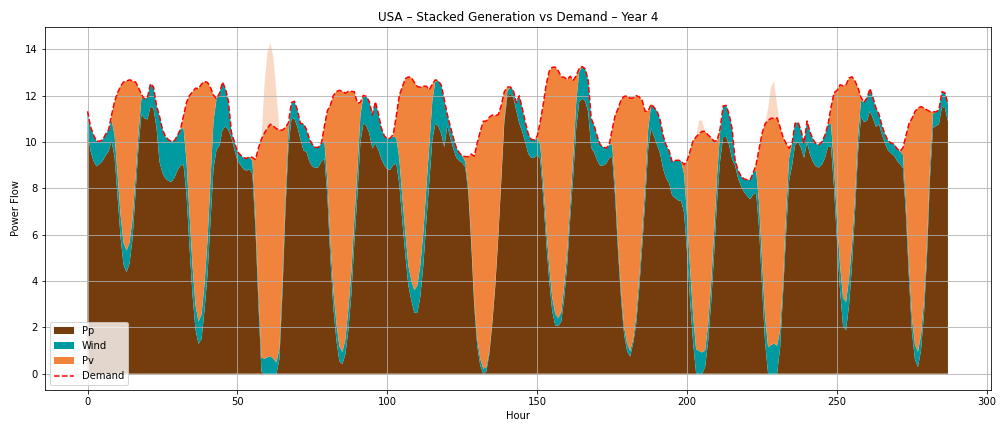 USA – Stacked Generation vs Demand – Year 4
Power Flow
14
12
10
8
6
4
2
0
Pp
Wind
Pv
Demand
0 50 100 150 200 250 300
Hour